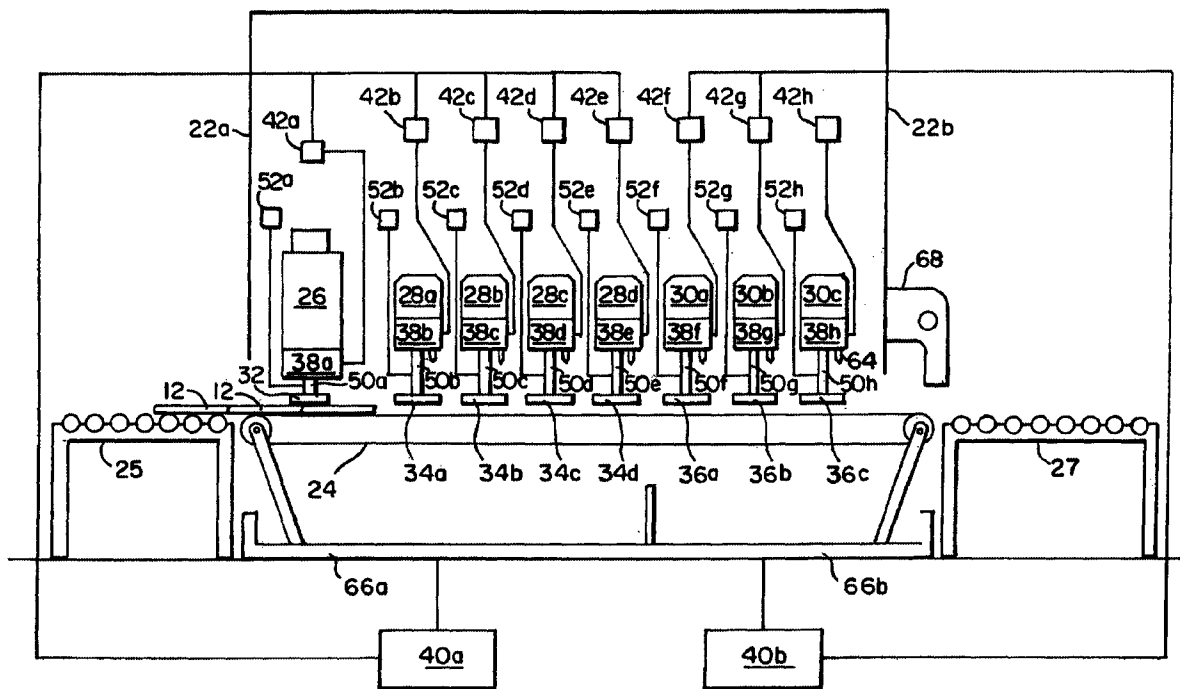 42b 42c 42d 42e 42f 42g 42h
22a 42a 22b
52a 52b 52c 52d 52e 52f 52g 52h
68
26 28a 28b 28c 28d 30a 30b 30c
38a 38b 38c 38d 38e 38f 38g 38h
64
32 50a 50b 50c 50d 50e 50f 50g 50h
12 12
25 24 34a 34b 34c 34d 36a 36b 36c 27
66a 66b
40a 40b